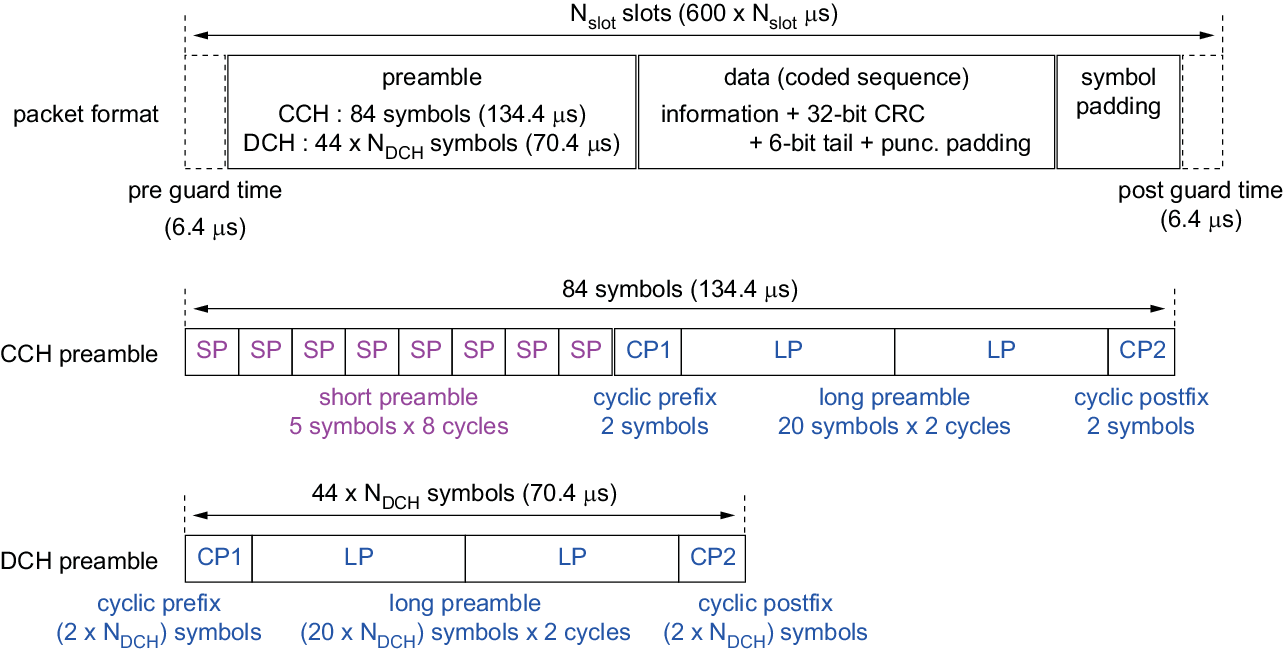 N_slot slots (600 x N_slot μs)
packet format
preamble
CCH : 84 symbols (134.4 μs)
DCH : 44 x N_DCH symbols (70.4 μs)
data (coded sequence)
information + 32-bit CRC
+ 6-bit tail + punc. padding
symbol
padding
pre guard time
(6.4 μs)
post guard time
(6.4 μs)
84 symbols (134.4 μs)
CCH preamble
SP SP SP SP SP SP SP SP CP1 LP LP CP2
short preamble
5 symbols x 8 cycles
cyclic prefix
2 symbols
long preamble
20 symbols x 2 cycles
cyclic postfix
2 symbols
44 x N_DCH symbols (70.4 μs)
DCH preamble
CP1 LP LP CP2
cyclic prefix
(2 x N_DCH) symbols
long preamble
(20 x N_DCH) symbols x 2 cycles
cyclic postfix
(2 x N_DCH) symbols